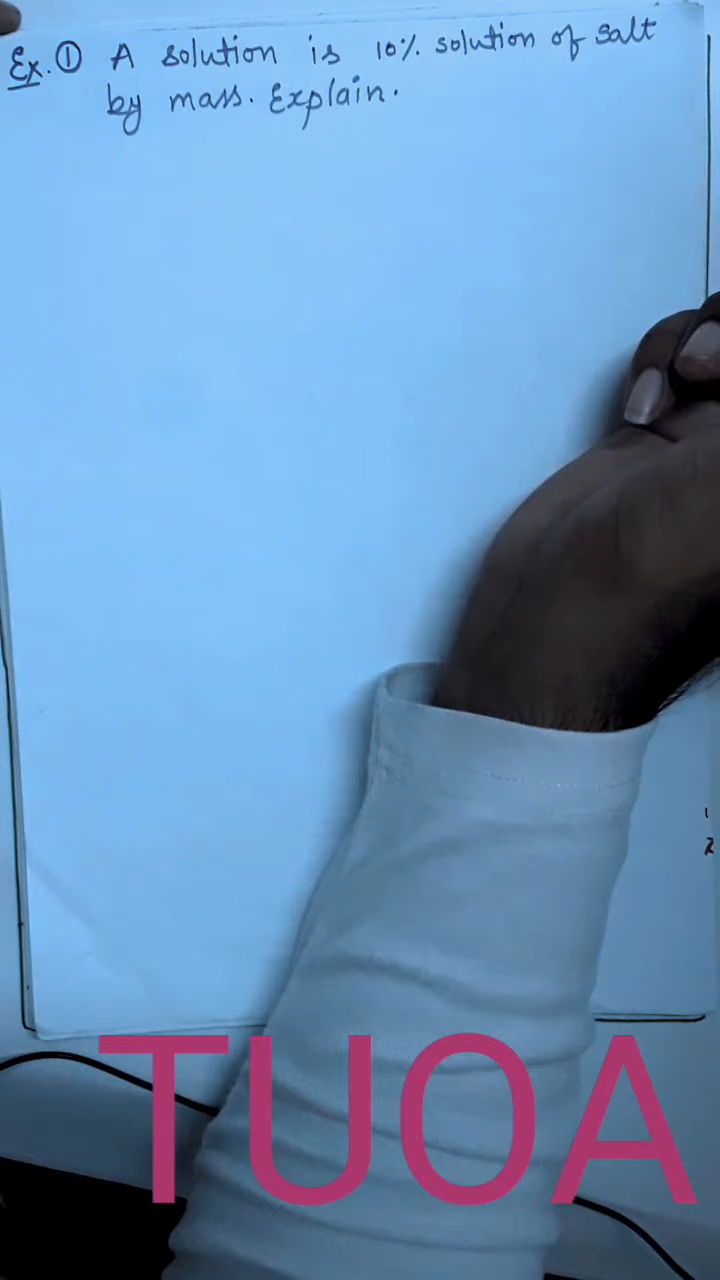 Ex. ① A solution is 10% solution of salt
by mass. Explain.
TUOA